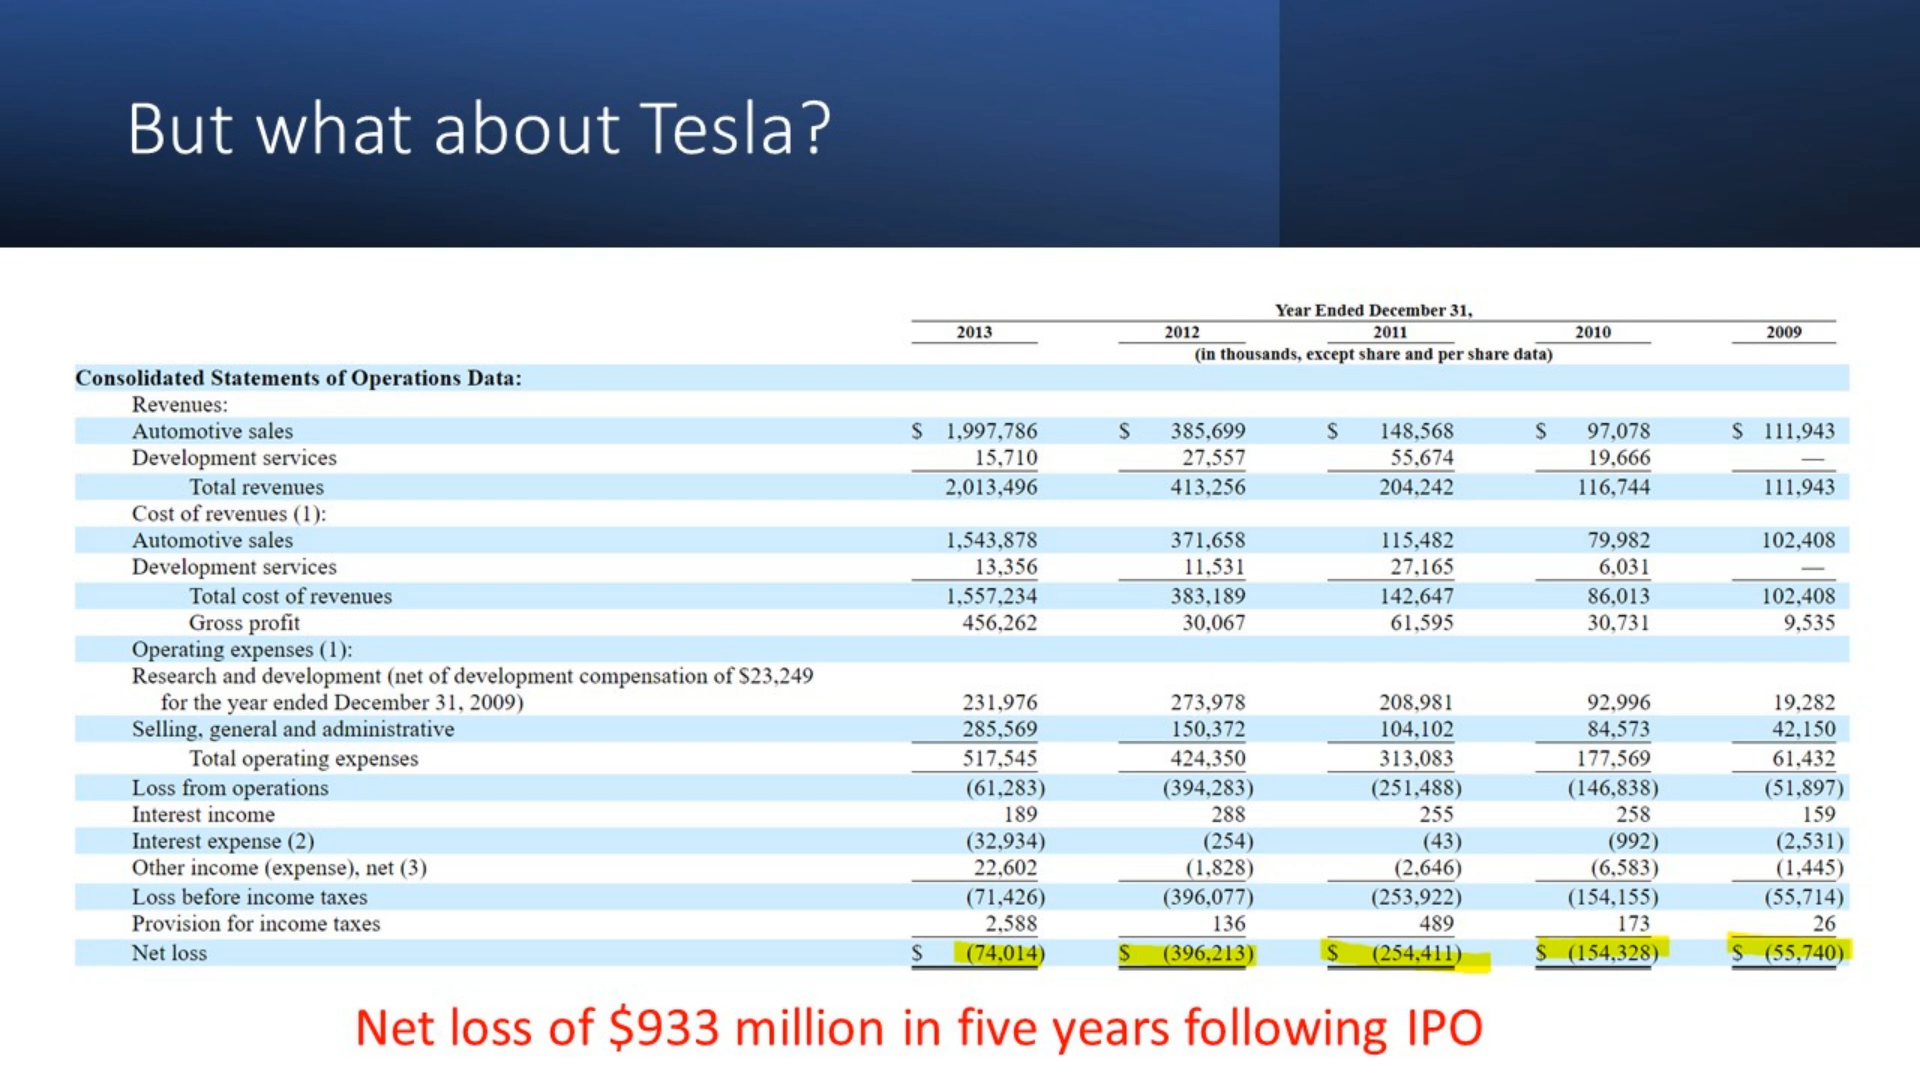 But what about Tesla?
Year Ended December 31,
2013 2012 2011 2010 2009
(in thousands, except share and per share data)
Consolidated Statements of Operations Data:
Revenues:
Automotive sales $ 1,997,786 $ 385,699 $ 148,568 $ 97,078 $ 111,943
Development services 15,710 27,557 55,674 19,666 —
Total revenues 2,013,496 413,256 204,242 116,744 111,943
Cost of revenues (1):
Automotive sales 1,543,878 371,658 115,482 79,982 102,408
Development services 13,356 11,531 27,165 6,031 —
Total cost of revenues 1,557,234 383,189 142,647 86,013 102,408
Gross profit 456,262 30,067 61,595 30,731 9,535
Operating expenses (1):
Research and development (net of development compensation of $23,249
for the year ended December 31, 2009) 231,976 273,978 208,981 92,996 19,282
Selling, general and administrative 285,569 150,372 104,102 84,573 42,150
Total operating expenses 517,545 424,350 313,083 177,569 61,432
Loss from operations (61,283) (394,283) (251,488) (146,838) (51,897)
Interest income 189 288 255 258 159
Interest expense (2) (32,934) (254) (43) (992) (2,531)
Other income (expense), net (3) 22,602 (1,828) (2,646) (6,583) (1,445)
Loss before income taxes (71,426) (396,077) (253,922) (154,155) (55,714)
Provision for income taxes 2,588 136 489 173 26
Net loss $ (74,014) $ (396,213) $ (254,411) $ (154,328) $ (55,740)
Net loss of $933 million in five years following IPO